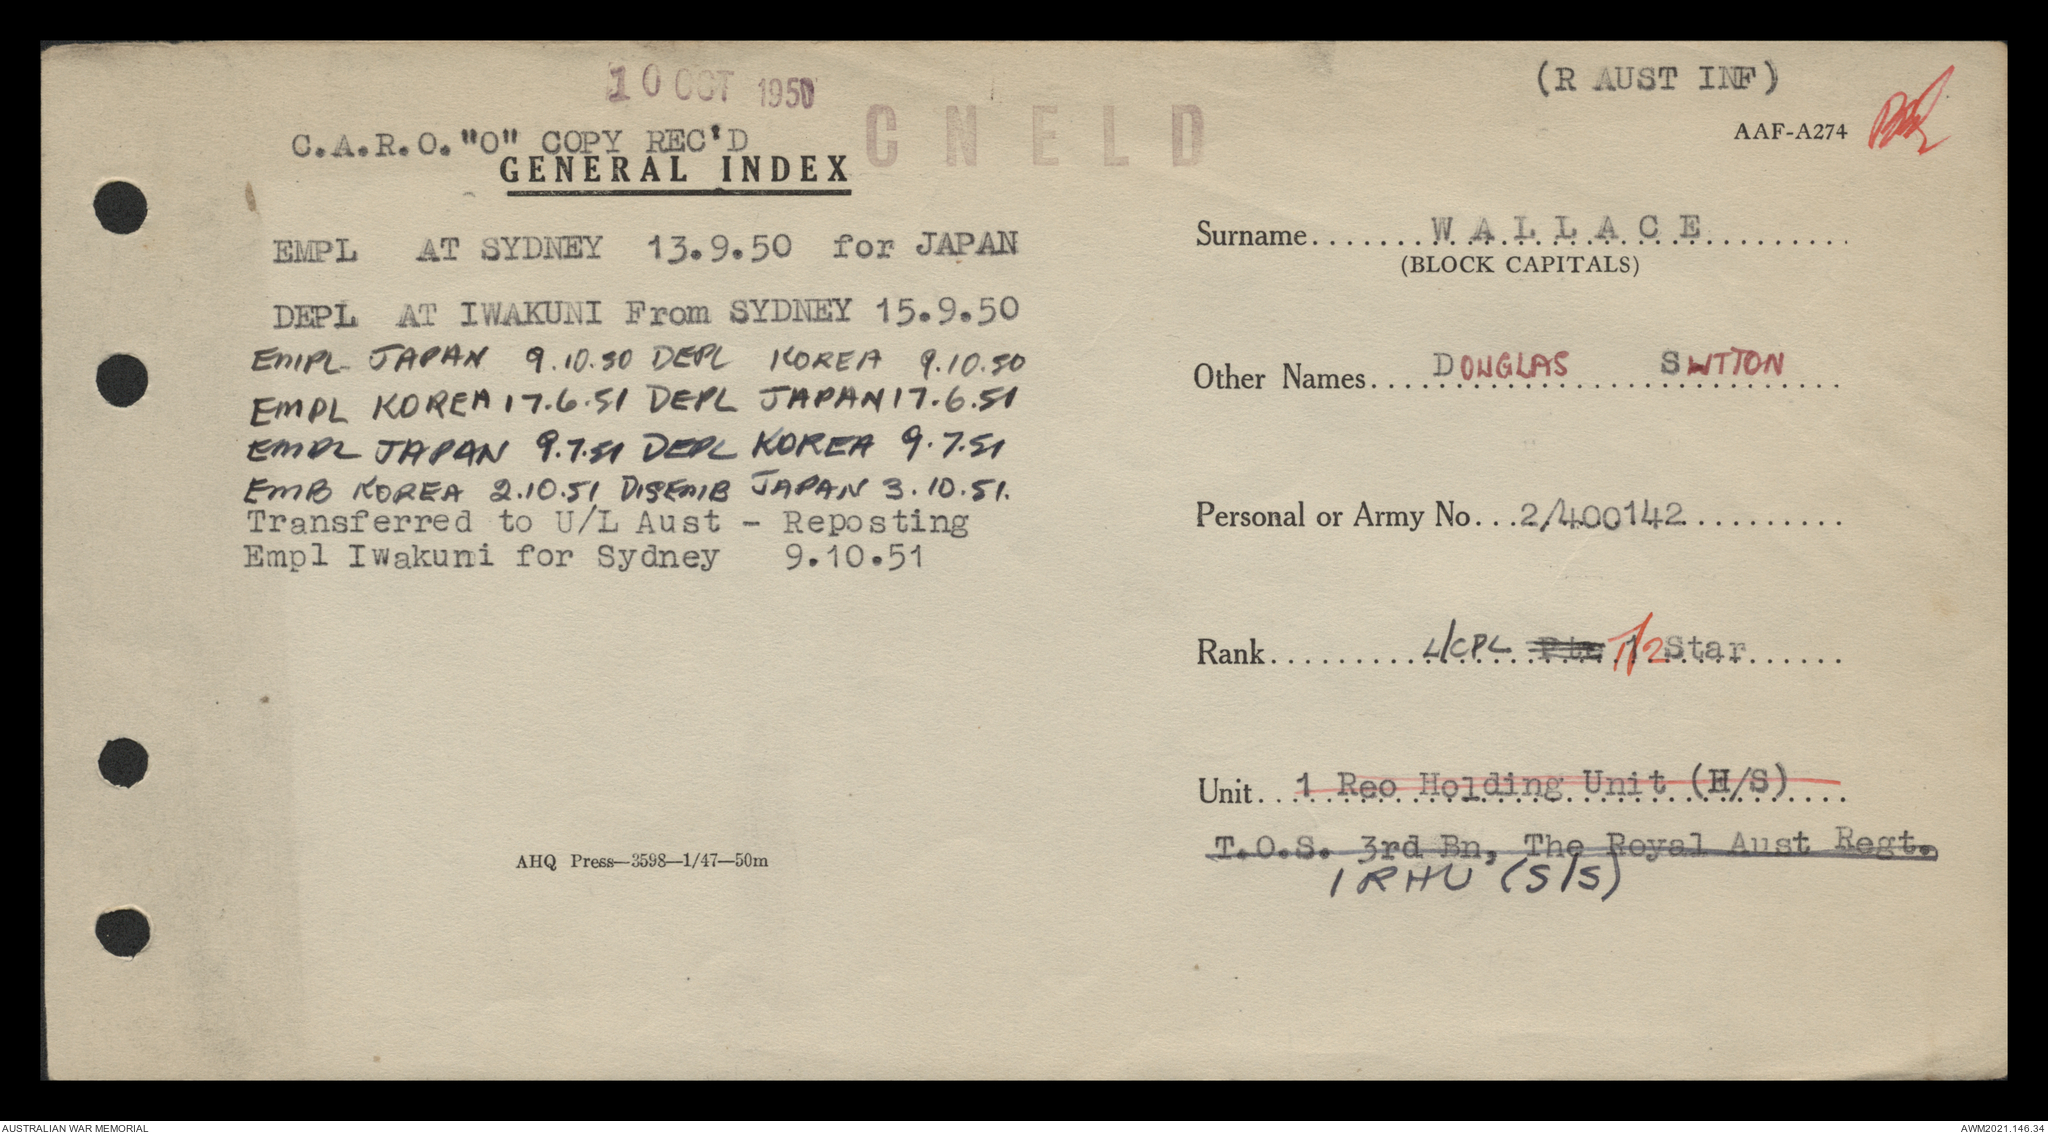 10 OCT 1950
C.A.R.O. "O" COPY REC'D
C N E L D
GENERAL INDEX
EMPL AT SYDNEY 13.9.50 for JAPAN
DEPL AT IWAKUNI From SYDNEY 15.9.50
EMPL JAPAN 9.10.50 DEPL KOREA 9.10.50
EMPL KOREA 17.6.51 DEPL JAPAN 17.6.51
EMPL JAPAN 9.7.51 DEPL KOREA 9.7.51
EMB KOREA 2.10.51 DISEMB JAPAN 3.10.51.
Transferred to U/L Aust - Reposting
Empl Iwakuni for Sydney 9.10.51
AHQ Press—3598—1/47—50m
(R AUST INF)
AAF-A274
Surname WALLACE
(BLOCK CAPITALS)
Other Names DOUGLAS SUTTON
Personal or Army No. 2/400142
Rank L/CPL Pte 1/2 Star
Unit 1 Reo Holding Unit (H/S)
T.O.S. 3rd Bn, The Royal Aust Regt.
1 RHU (S/S)
AUSTRALIAN WAR MEMORIAL
AWM2021.146.34